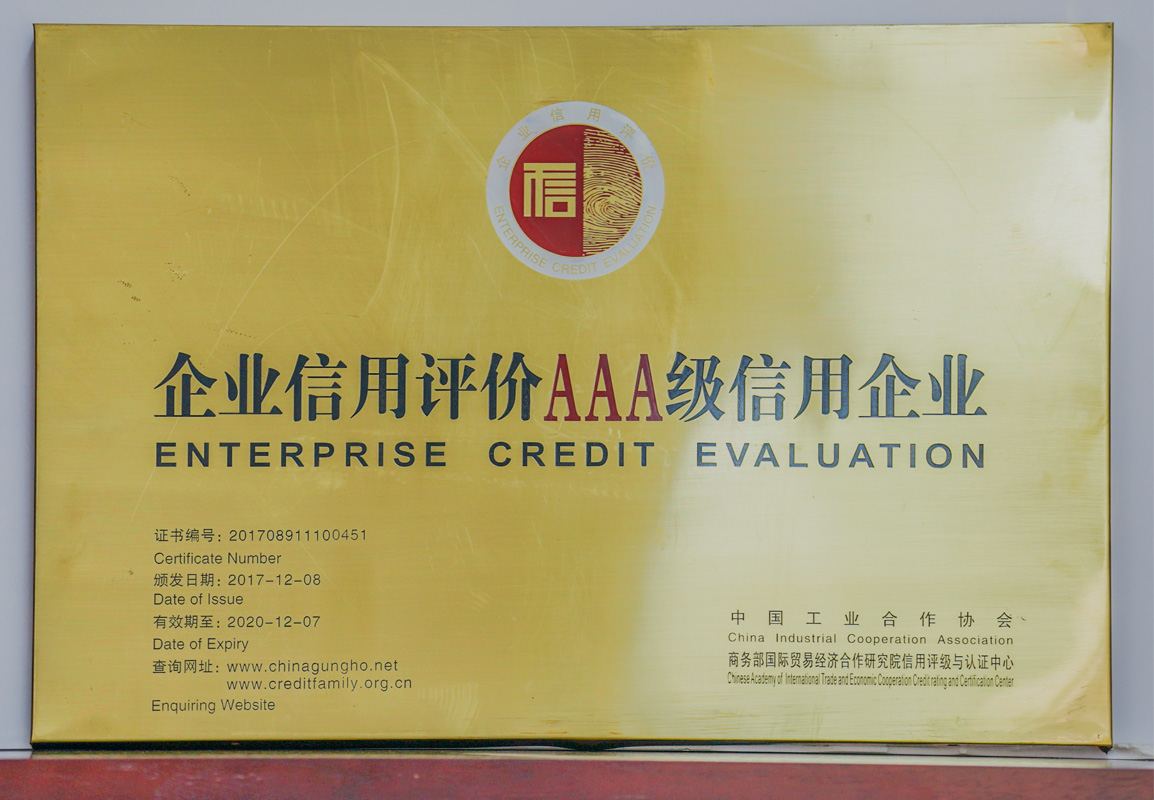 企业信用评价
信
ENTERPRISE CREDIT EVALUATION
企业信用评价AAA级信用企业
ENTERPRISE CREDIT EVALUATION
证书编号：201708911100451
Certificate Number
颁发日期：2017-12-08
Date of Issue
有效期至：2020-12-07
Date of Expiry
查询网址：www.chinagungho.net
www.creditfamily.org.cn
Enquiring Website
中国工业合作协会
China Industrial Cooperation Association
商务部国际贸易经济合作研究院信用评级与认证中心
Chinese Academy of International Trade and Economic Cooperation Credit rating and Certification Center